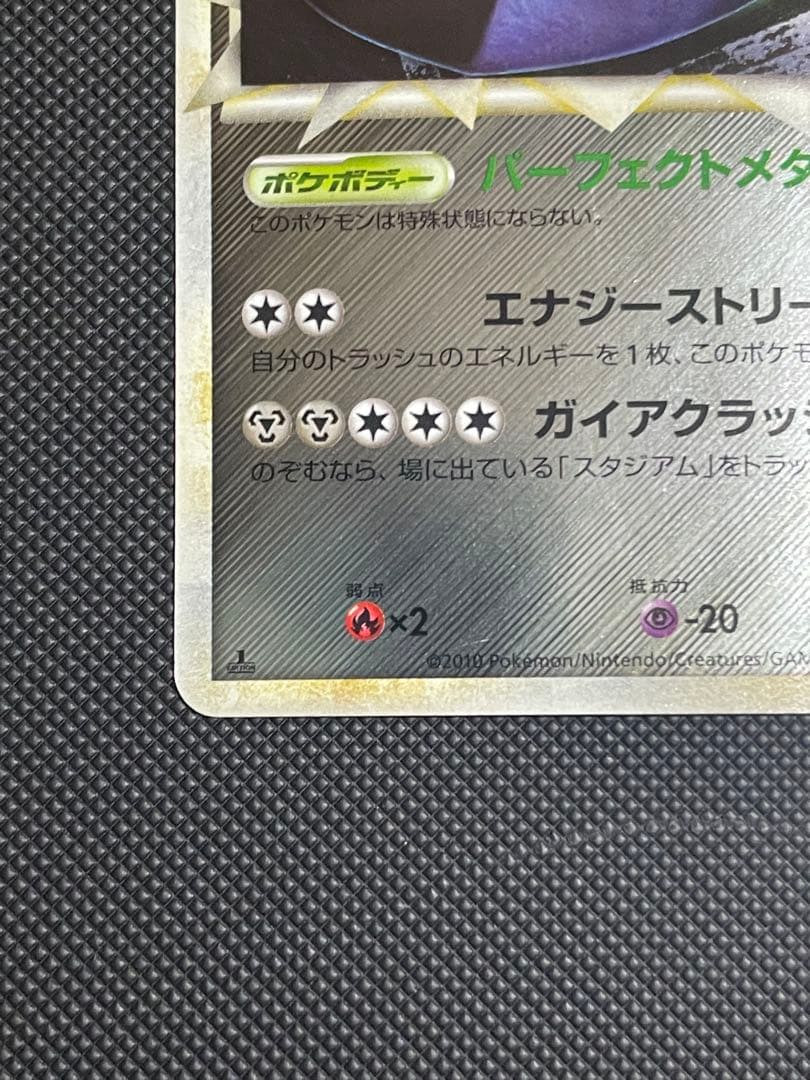 ポケボディー パーフェクトメタ
このポケモンは特殊状態にならない。
エナジーストリー
自分のトラッシュのエネルギーを1枚、このポケモ
ガイアクラッシ
のぞむなら、場に出ている「スタジアム」をトラッ
弱点 抵抗力
×2 -20
1 EDITION ©2010 Pokémon/Nintendo/Creatures/GAM